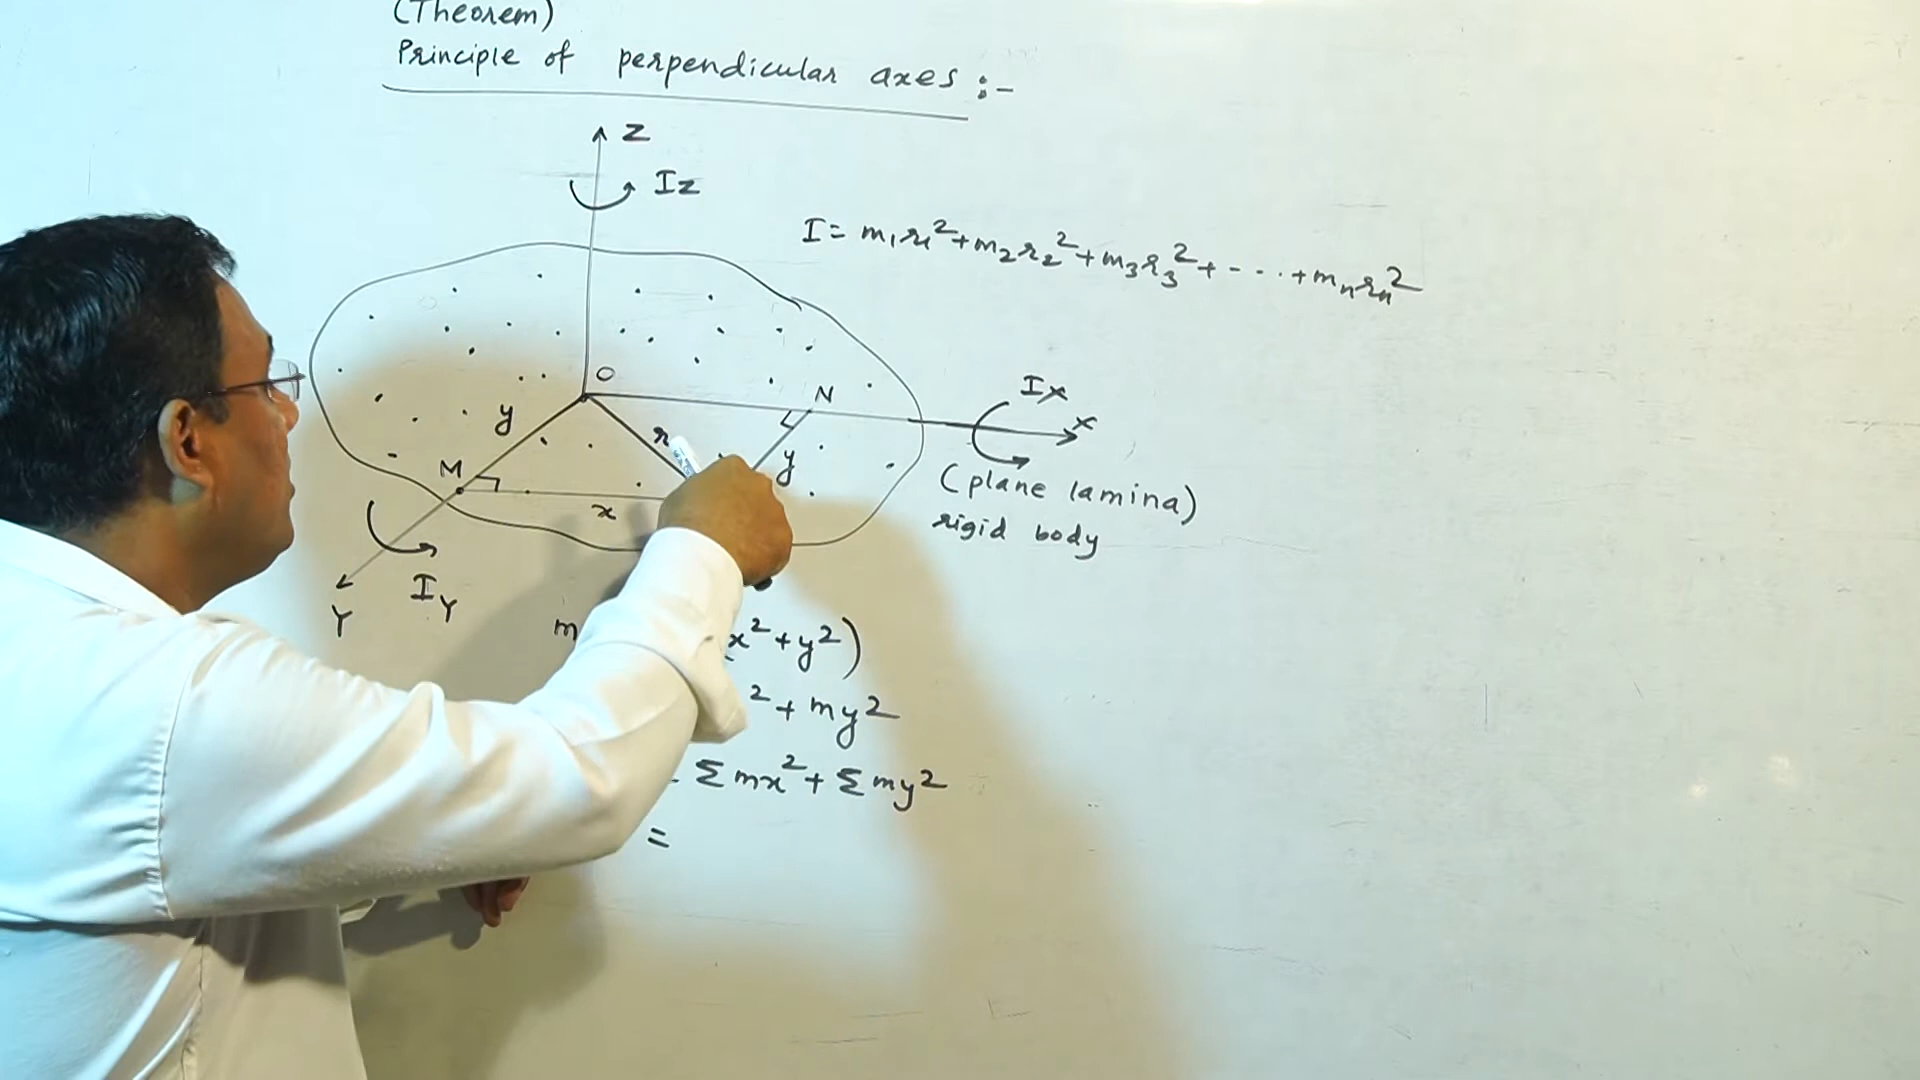 (Theorem)
Principle of perpendicular axes :-
Z
Iz
I = m₁r₁² + m₂r₂² + m₃r₃² + - - - + mₙrₙ²
O
N
Ix
x
y
r
M
y
x
(plane lamina)
rigid body
Y
I_Y
m
x² + y²)
² + my²
Σmx² + Σmy²
=